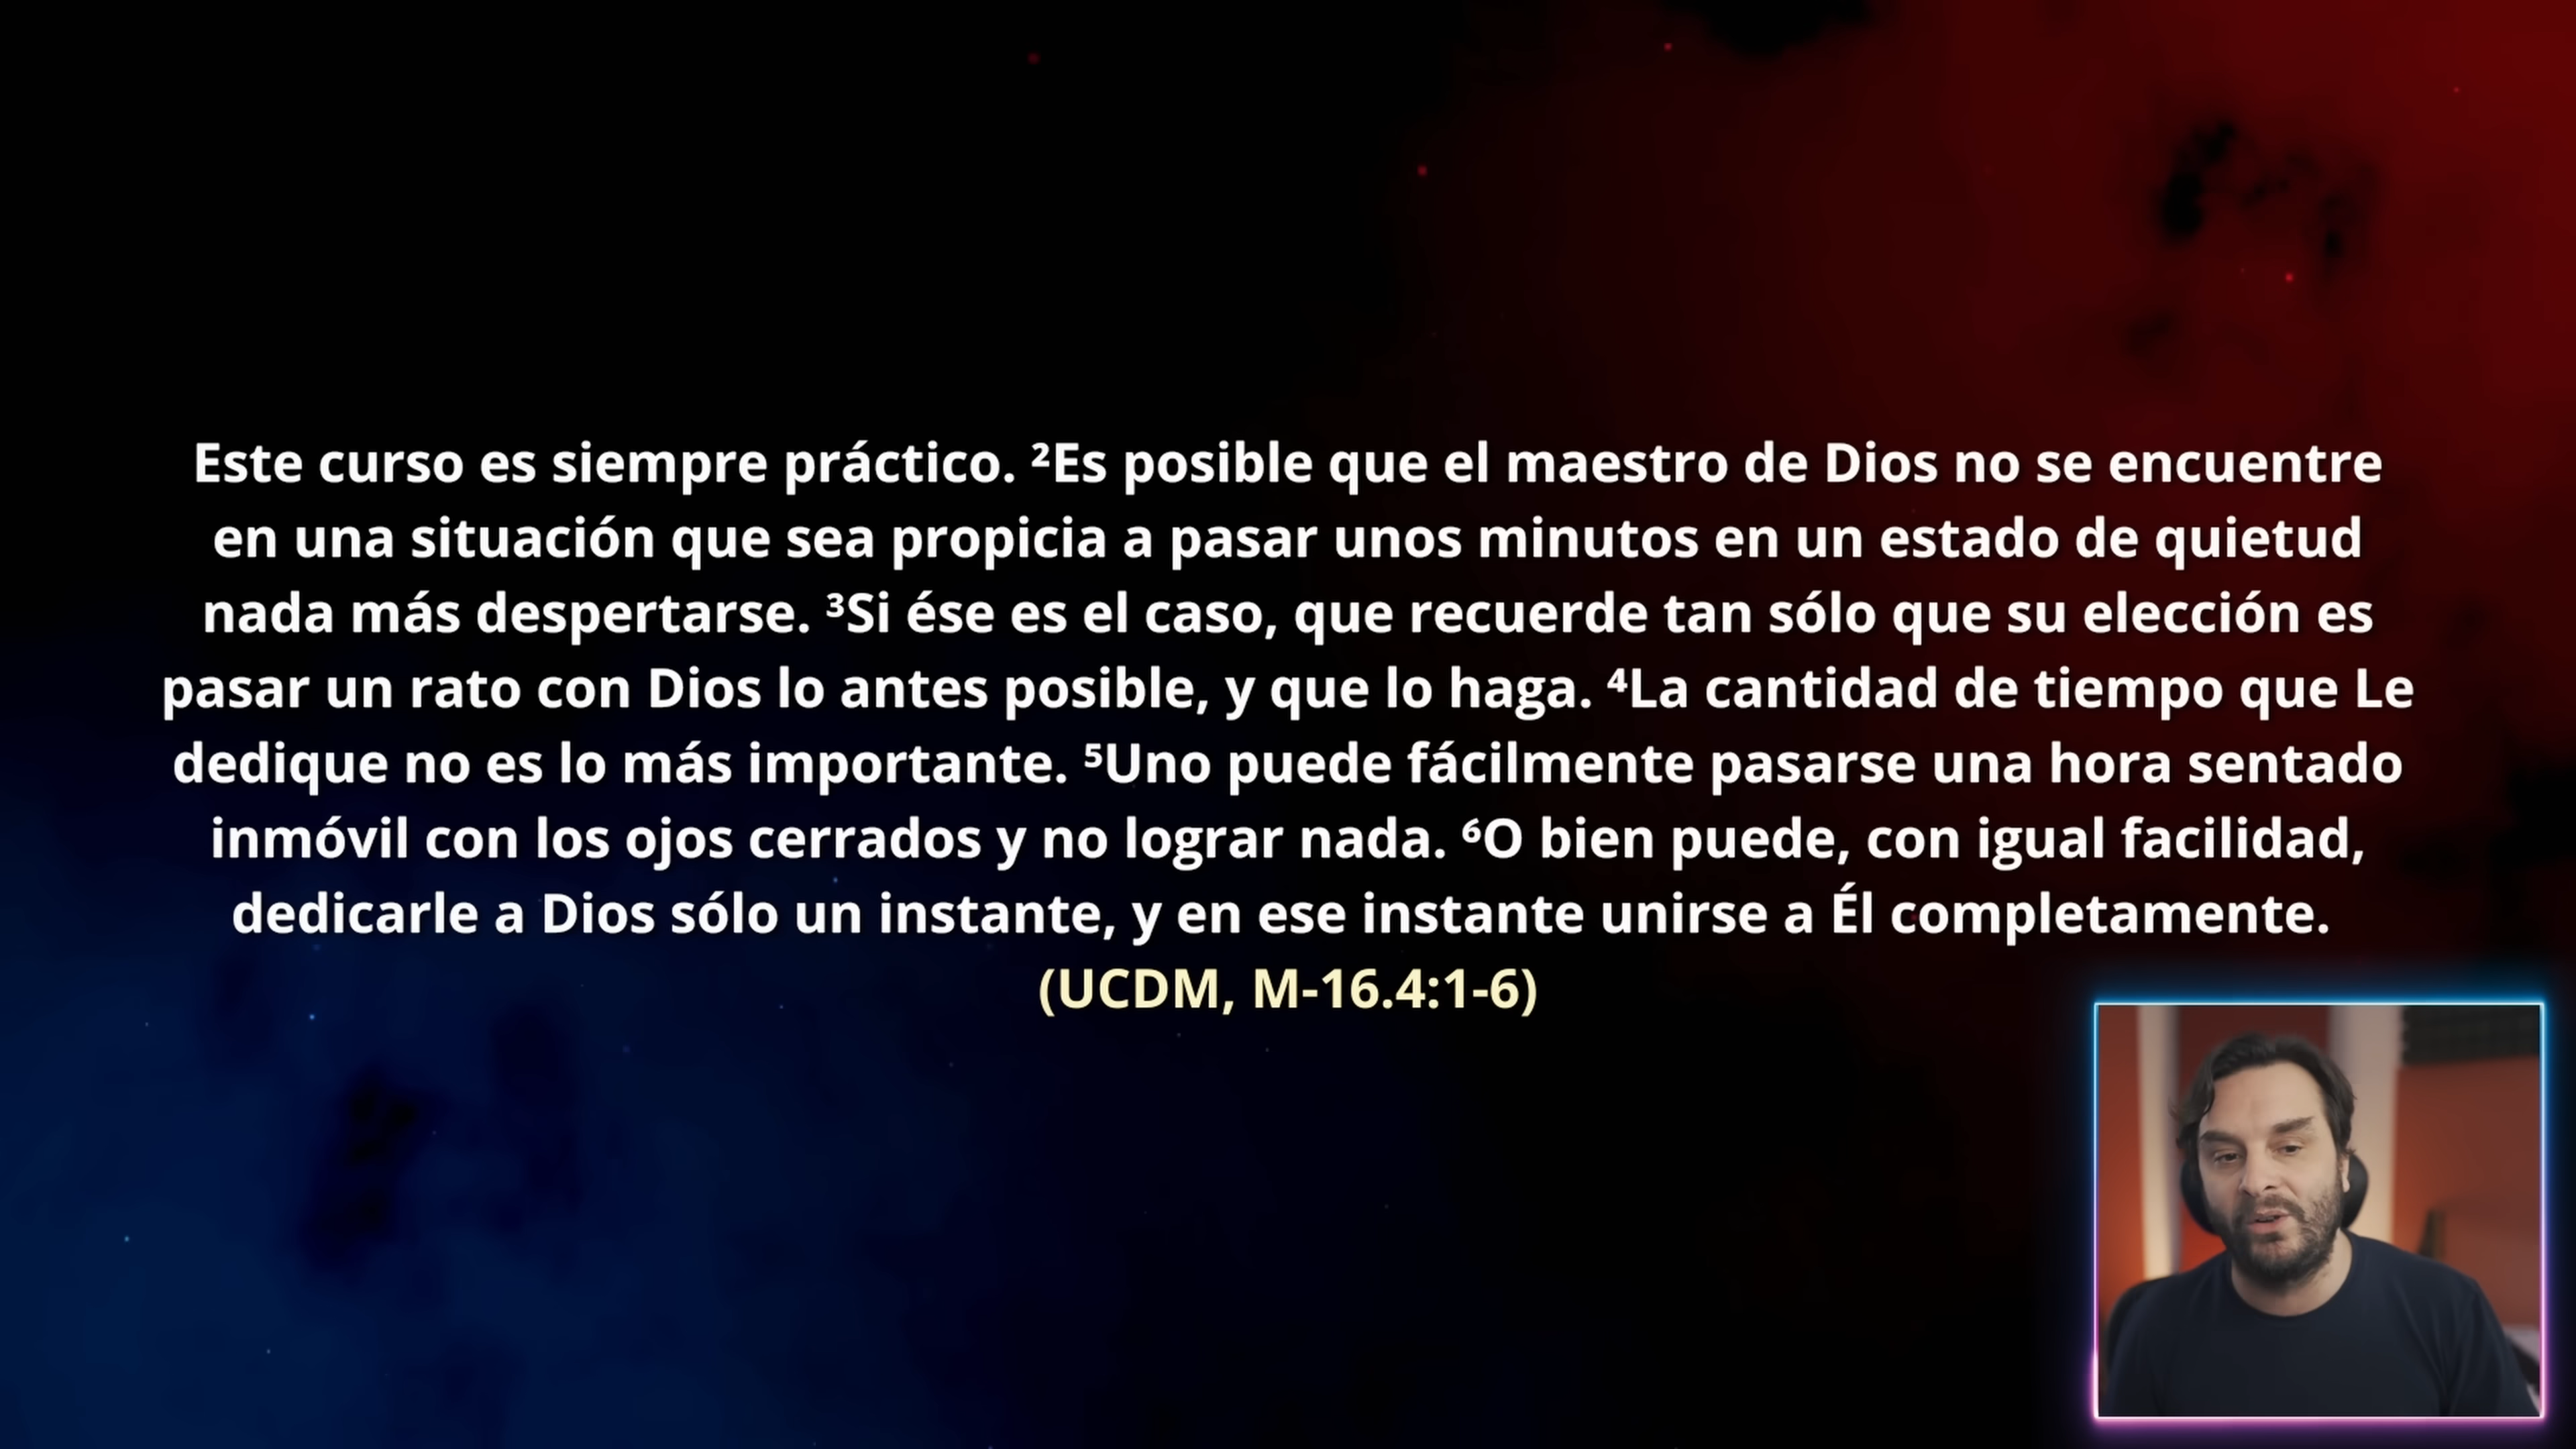 Este curso es siempre práctico. ²Es posible que el maestro de Dios no se encuentre
en una situación que sea propicia a pasar unos minutos en un estado de quietud
nada más despertarse. ³Si ése es el caso, que recuerde tan sólo que su elección es
pasar un rato con Dios lo antes posible, y que lo haga. ⁴La cantidad de tiempo que Le
dedique no es lo más importante. ⁵Uno puede fácilmente pasarse una hora sentado
inmóvil con los ojos cerrados y no lograr nada. ⁶O bien puede, con igual facilidad,
dedicarle a Dios sólo un instante, y en ese instante unirse a Él completamente.
(UCDM, M-16.4:1-6)